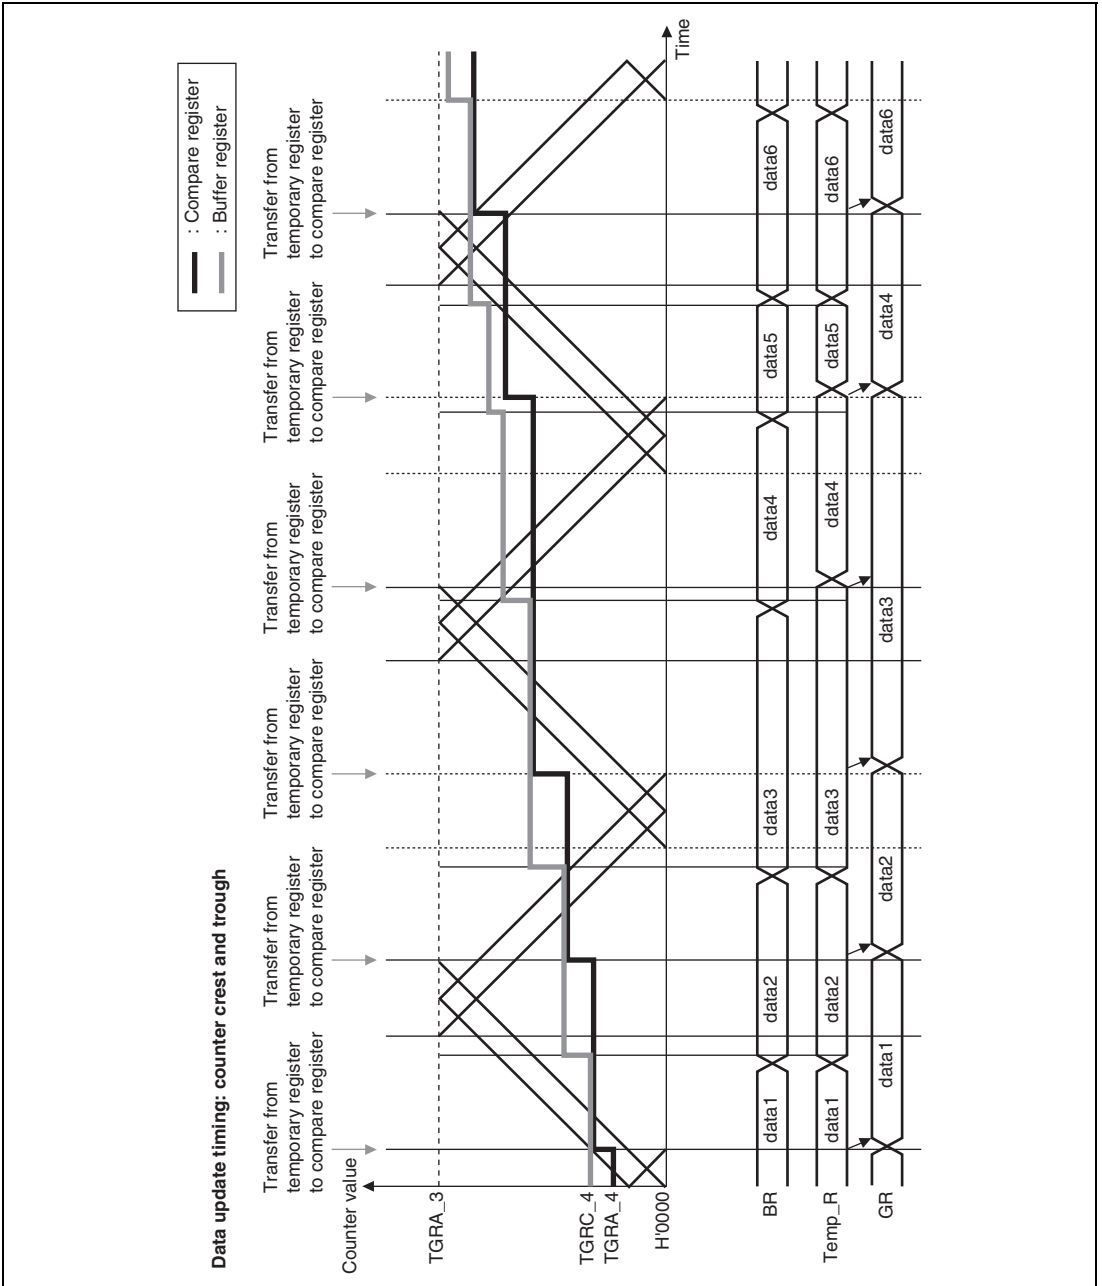 Data update timing: counter crest and trough
: Compare register
: Buffer register
Transfer from
temporary register
to compare register
Transfer from
temporary register
to compare register
Transfer from
temporary register
to compare register
Transfer from
temporary register
to compare register
Transfer from
temporary register
to compare register
Transfer from
temporary register
to compare register
Counter value
TGRA_3
TGRC_4
TGRA_4
H'0000
Time
BR
data1
data2
data3
data4
data5
data6
Temp_R
data1
data2
data3
data4
data5
data6
GR
data1
data2
data3
data4
data6